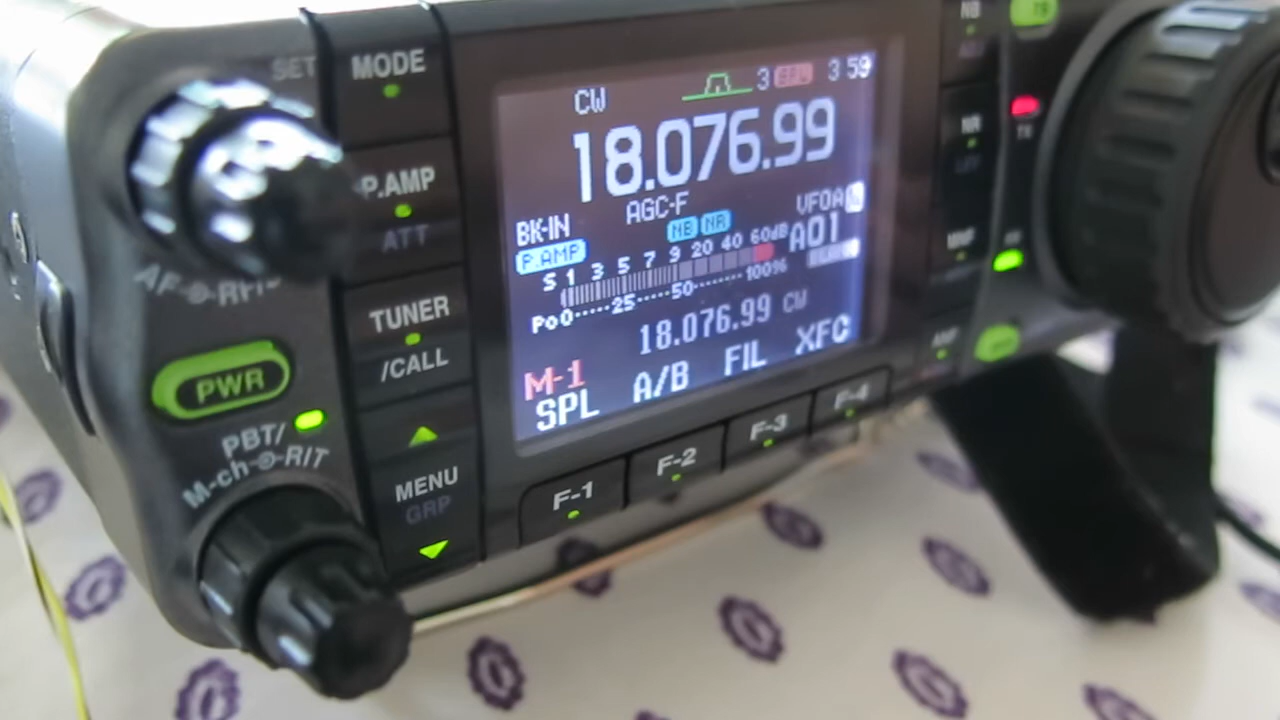 SET
MODE
P.AMP
ATT
TUNER
/CALL
MENU
GRP
AF-RF/
PWR
PBT/
M-ch-RIT
CW
3
SPL
3 59
18.076.99
AGC-F
VFOA
BK-IN
NB
NR
P.AMP
A01
S 1 3 5 7 9 20 40 60dB
Po0 25 50 100%
18.076.99 CW
M-1
SPL
A/B
FIL
XFC
F-1
F-2
F-3
F-4
NB
NR
TX